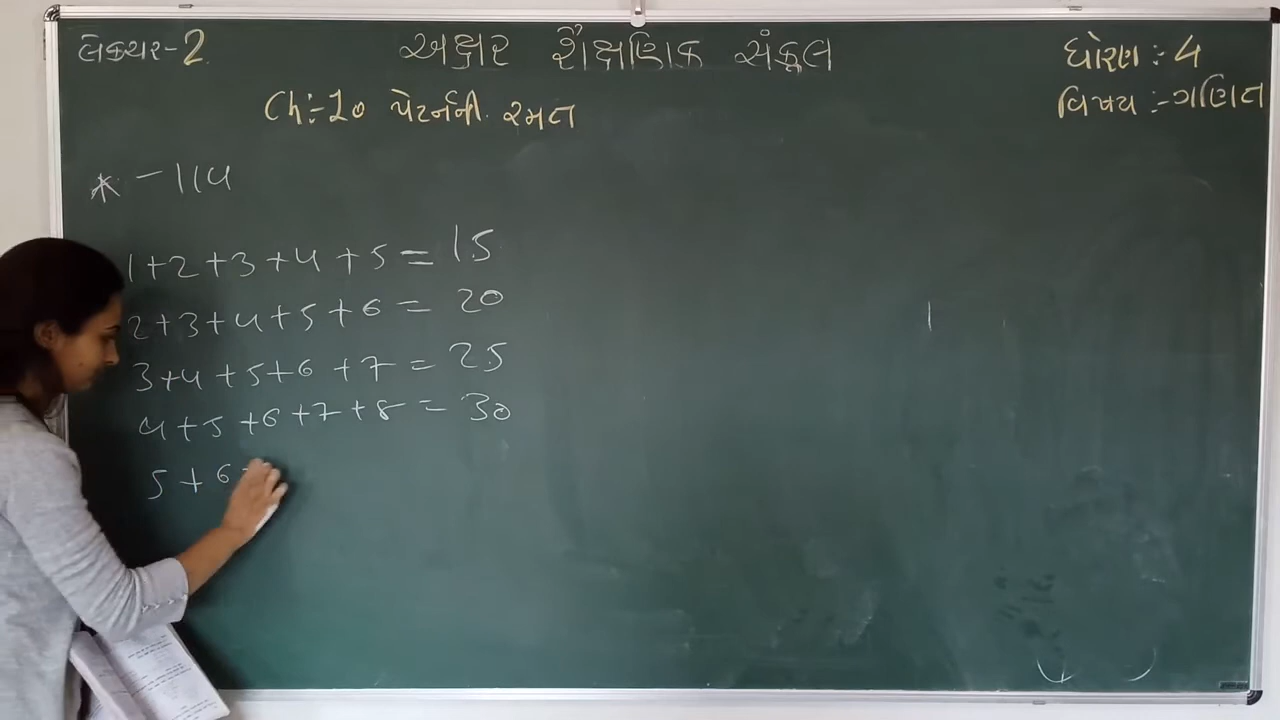 લેક્ચર-2
અક્ષર શૈક્ષણિક સંકૂલ
ધોરણ :- 4
Ch:-10 પેટર્નની રમત
વિષય :- ગણિત
* - 114
1+2+3+4+5=15
2+3+4+5+6=20
3+4+5+6+7=25
4+5+6+7+8=30
5+6+